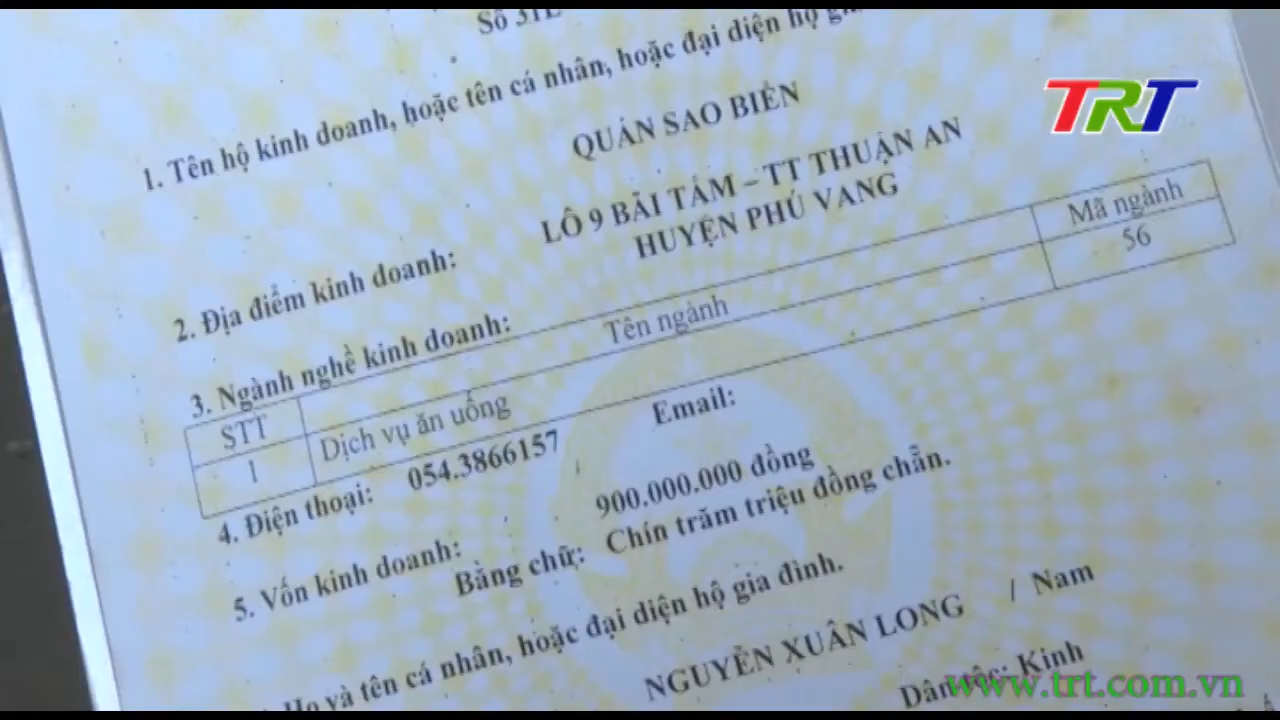 Số 31E
1. Tên hộ kinh doanh, hoặc tên cá nhân, hoặc đại diện hộ gia
QUÁN SAO BIỂN
2. Địa điểm kinh doanh: LÔ 9 BÃI TẮM – TT THUẬN AN
HUYỆN PHÚ VANG
3. Ngành nghề kinh doanh:
STT Tên ngành Mã ngành
1 Dịch vụ ăn uống 56
4. Điện thoại: 054.3866157 Email:
5. Vốn kinh doanh: 900.000.000 đồng
Bằng chữ: Chín trăm triệu đồng chẵn.
Họ và tên cá nhân, hoặc đại diện hộ gia đình.
NGUYỄN XUÂN LONG / Nam
Dân tộc: Kinh
TRT
www.trt.com.vn